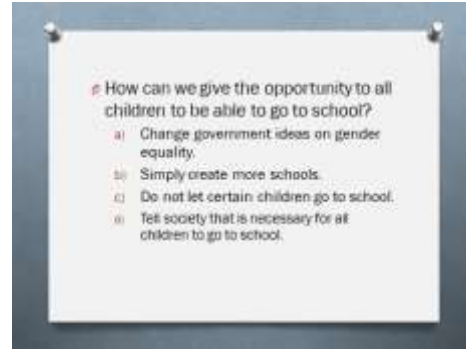 How can we give the opportunity to all
children to be able to go to school?
a) Change government ideas on gender
equality.
b) Simply create more schools.
c) Do not let certain children go to school.
d) Tell society that is necessary for all
children to go to school.